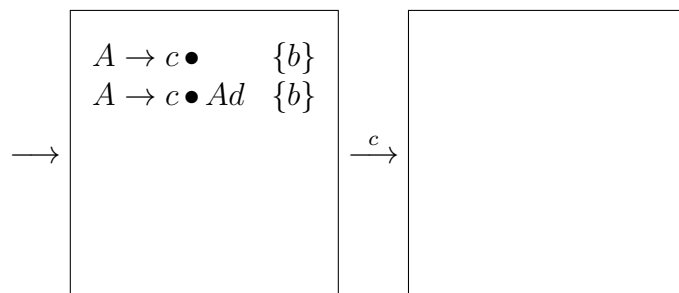 A → c • {b}
A → c • Ad {b}
c